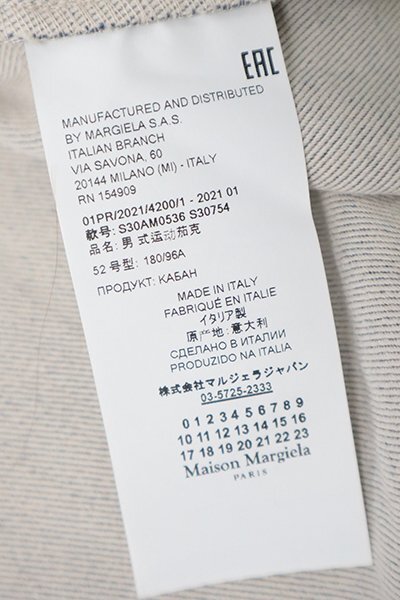 EAC
MANUFACTURED AND DISTRIBUTED
BY MARGIELA S.A.S.
ITALIAN BRANCH
VIA SAVONA, 60
20144 MILANO (MI) - ITALY
RN 154909
01PR/2021/4200/1 - 2021 01
款号: S30AM0536 S30754
品名: 男 式运动茄克
52 号型: 180/96A
ПРОДУКТ: КАБАН
MADE IN ITALY
FABRIQUÉ EN ITALIE
イタリア製
原产地: 意大利
СДЕЛАНО В ИТАЛИИ
PRODUZIDO NA ITALIA
株式会社マルジェラジャパン
03-5725-2333
0 1 2 3 4 5 6 7 8 9
10 11 12 13 14 15 16
17 18 19 20 21 22 23
Maison Margiela
PARIS